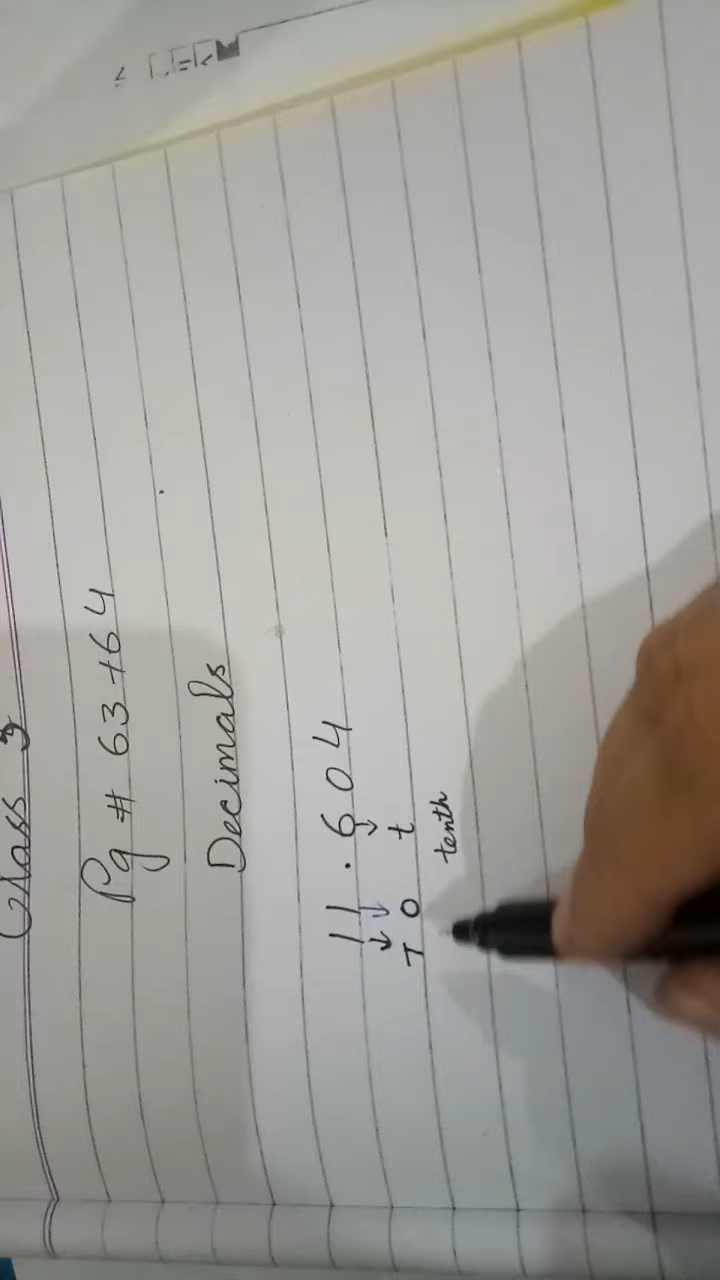 Class 3
Pg # 63+64
Decimals
11.604
T O t
tenth